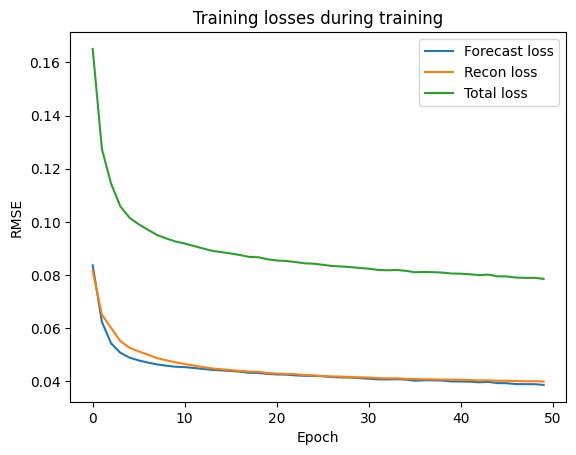 Training losses during training
Forecast loss
Recon loss
Total loss
0.16
0.14
0.12
0.10
0.08
0.06
0.04
RMSE
0 10 20 30 40 50
Epoch